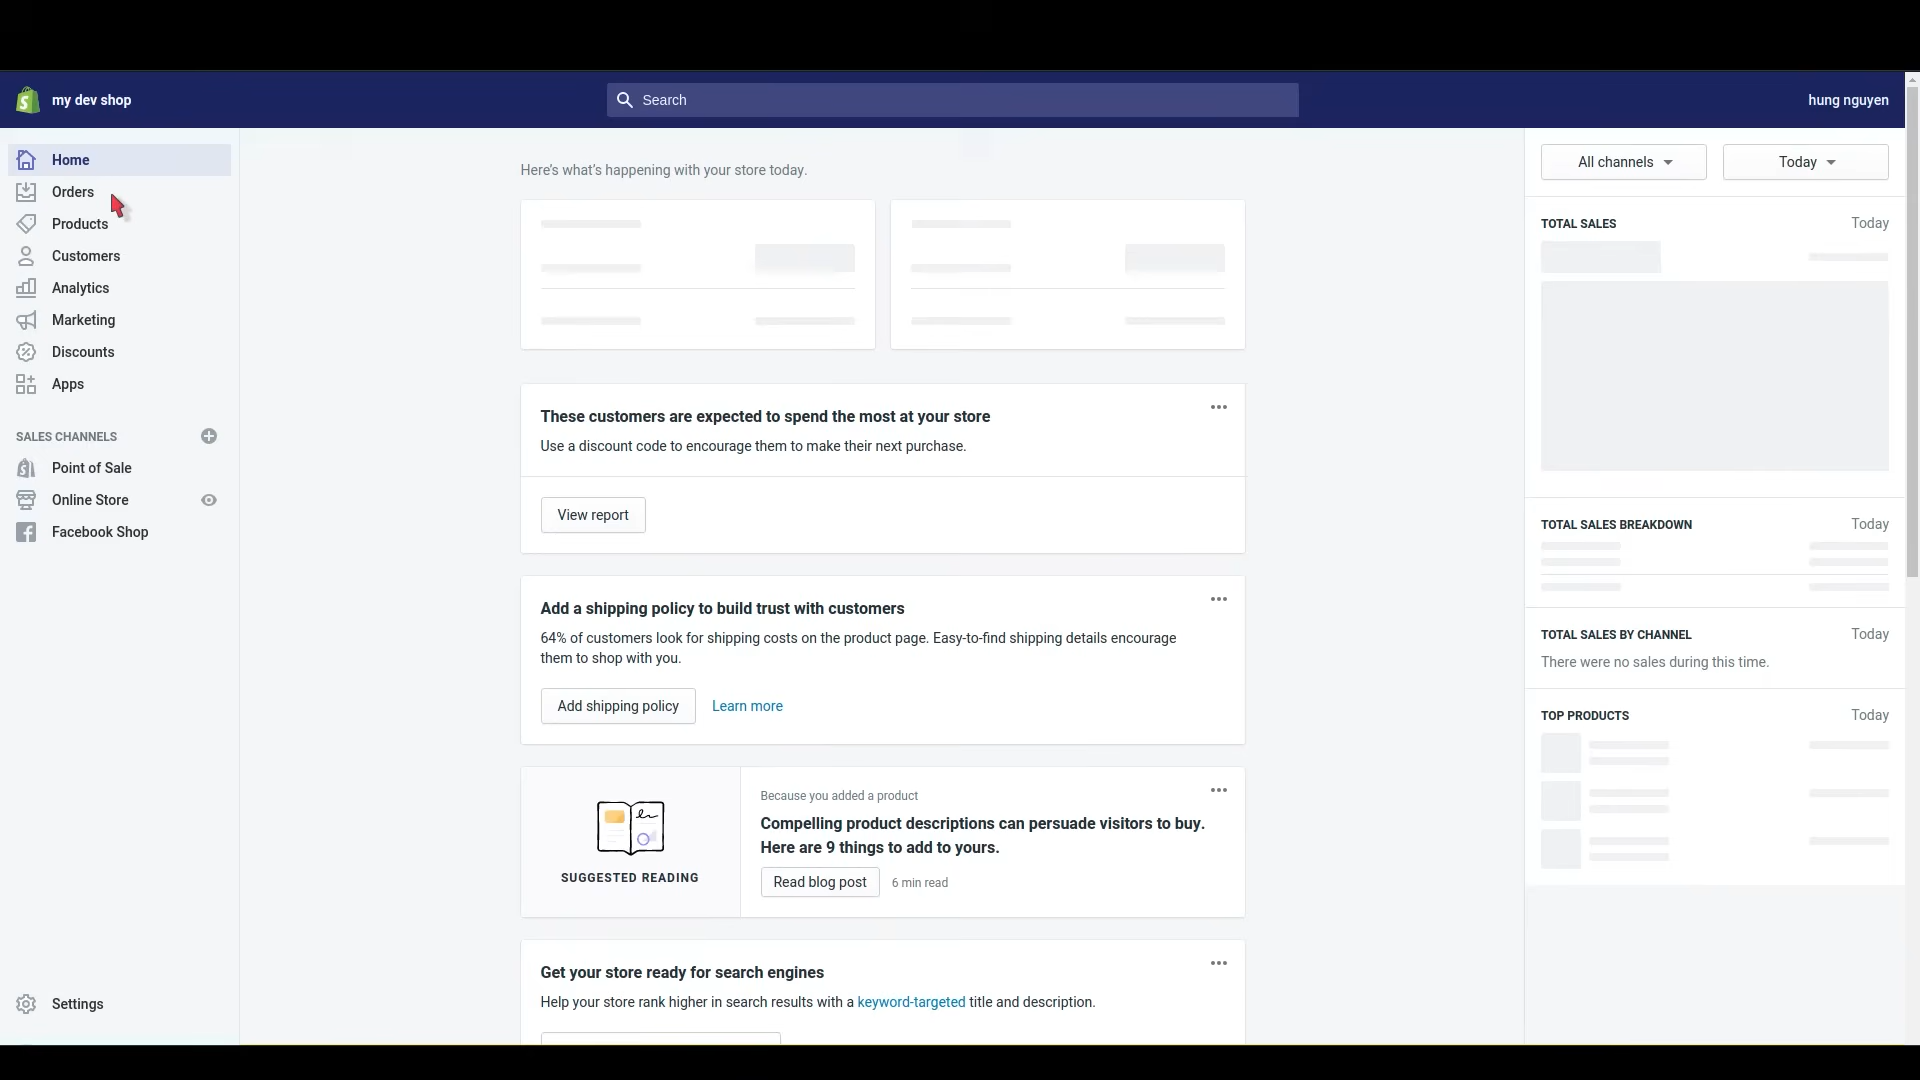 my dev shop
Search
hung nguyen
Home
Orders
Products
Customers
Analytics
Marketing
Discounts
Apps
SALES CHANNELS
Point of Sale
Online Store
Facebook Shop
Settings
Here's what's happening with your store today.
These customers are expected to spend the most at your store
Use a discount code to encourage them to make their next purchase.
View report
Add a shipping policy to build trust with customers
64% of customers look for shipping costs on the product page. Easy-to-find shipping details encourage
them to shop with you.
Add shipping policy Learn more
SUGGESTED READING
Because you added a product
Compelling product descriptions can persuade visitors to buy.
Here are 9 things to add to yours.
Read blog post 6 min read
Get your store ready for search engines
Help your store rank higher in search results with a keyword-targeted title and description.
All channels Today
TOTAL SALES Today
TOTAL SALES BREAKDOWN Today
TOTAL SALES BY CHANNEL Today
There were no sales during this time.
TOP PRODUCTS Today